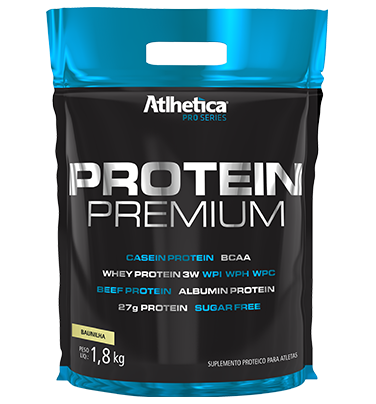 Atlhetica
PRO SERIES
PROTEIN
PREMIUM
CASEIN PROTEIN BCAA
WHEY PROTEIN 3W WPI WPH WPC
BEEF PROTEIN ALBUMIN PROTEIN
27g PROTEIN SUGAR FREE
BAUNILHA
PESO
LÍQ.: 1,8 kg
SUPLEMENTO PROTEICO PARA ATLETAS